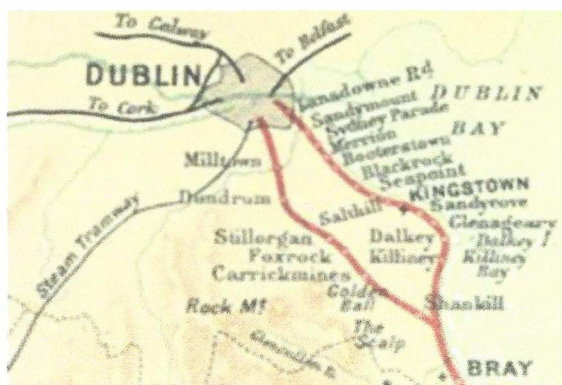 To Galway
To Belfast
DUBLIN
To Cork
Lansdowne Rd
Sandymount
Sydney Parade
Merrion
Booterstown
Blackrock
Seapoint
DUBLIN
BAY
Milltown
Dundrum
Salthill
KINGSTOWN
Sandycove
Glenageary
Dalkey I.
Killiney
Bay
Steam Tramway
Stillorgan
Foxrock
Carrickmines
Dalkey
Killiney
Golden
Ball
Rock Mt
The
Scalp
Shankill
Glencullen R.
BRAY